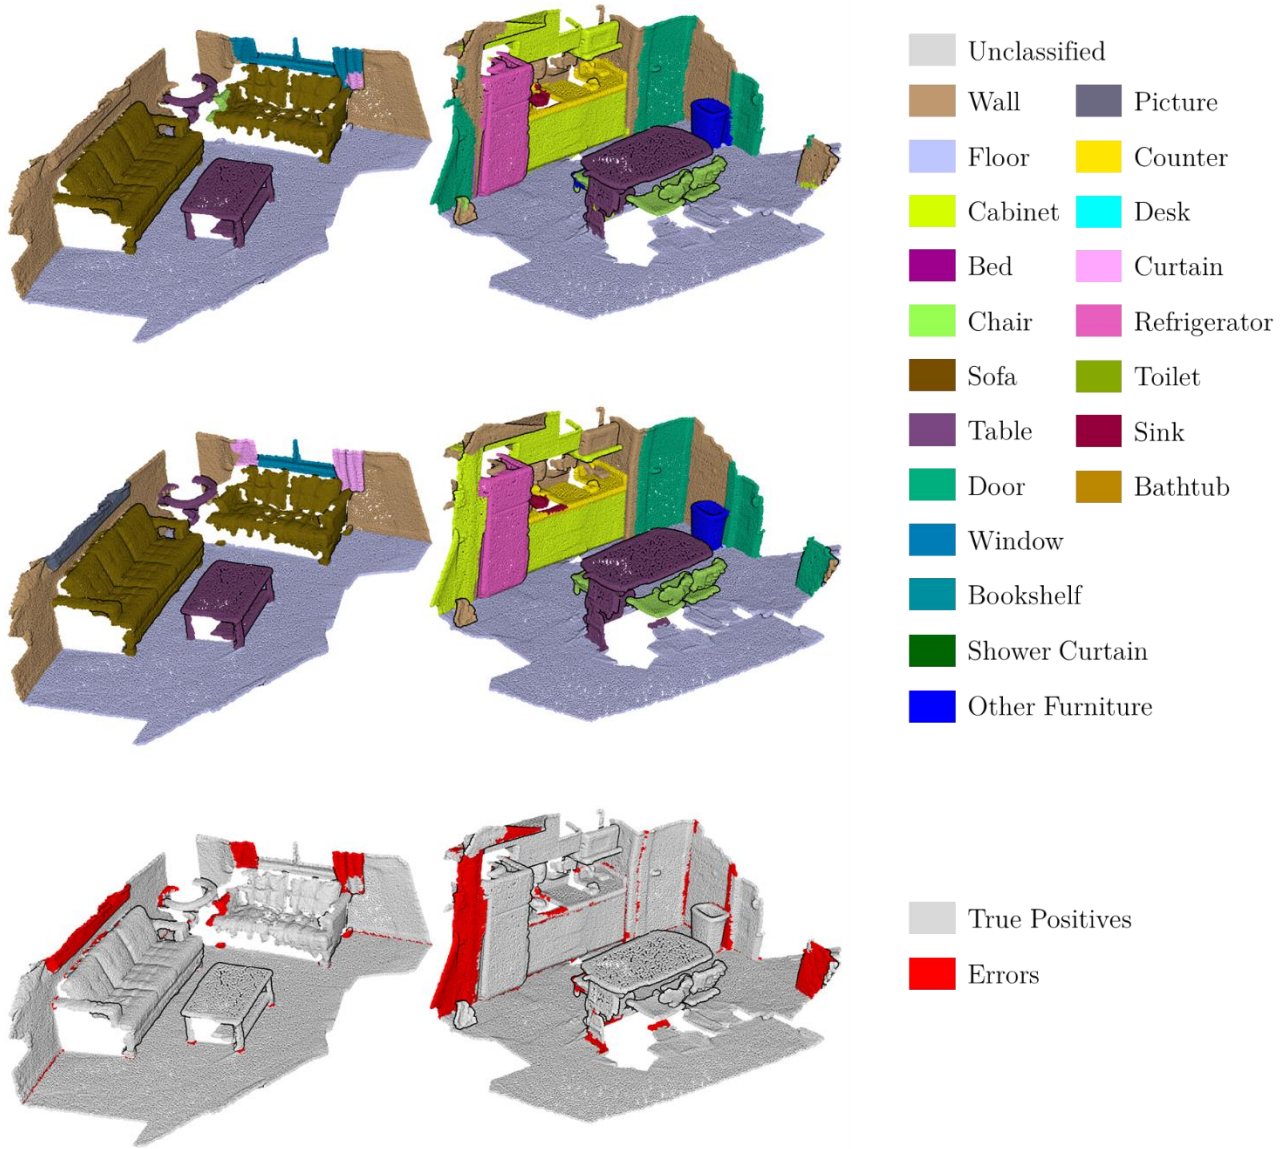 Unclassified
Wall
Picture
Floor
Counter
Cabinet
Desk
Bed
Curtain
Chair
Refrigerator
Sofa
Toilet
Table
Sink
Door
Bathtub
Window
Bookshelf
Shower Curtain
Other Furniture
True Positives
Errors